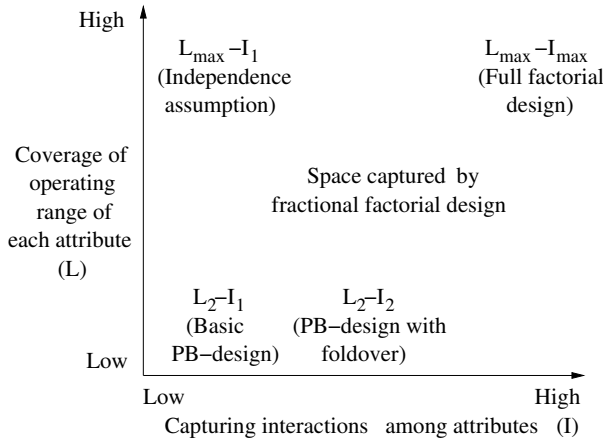 High
L_max –I_1
(Independence
assumption)
L_max–I_max
(Full factorial
design)
Coverage of
operating
range of
each attribute
(L)
Space captured by
fractional factorial design
L_2–I_1
(Basic
PB–design)
L_2–I_2
(PB–design with
foldover)
Low
Low
High
Capturing interactions among attributes (I)